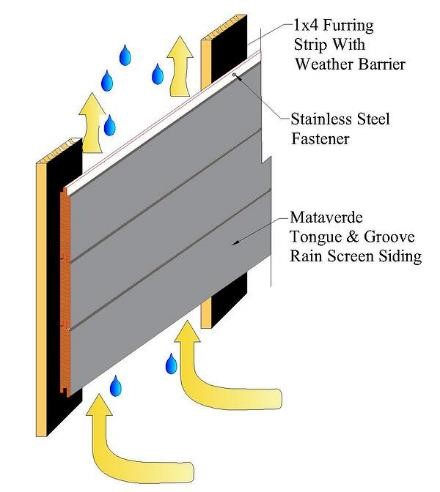 1x4 Furring
Strip With
Weather Barrier
Stainless Steel
Fastener
Mataverde
Tongue & Groove
Rain Screen Siding